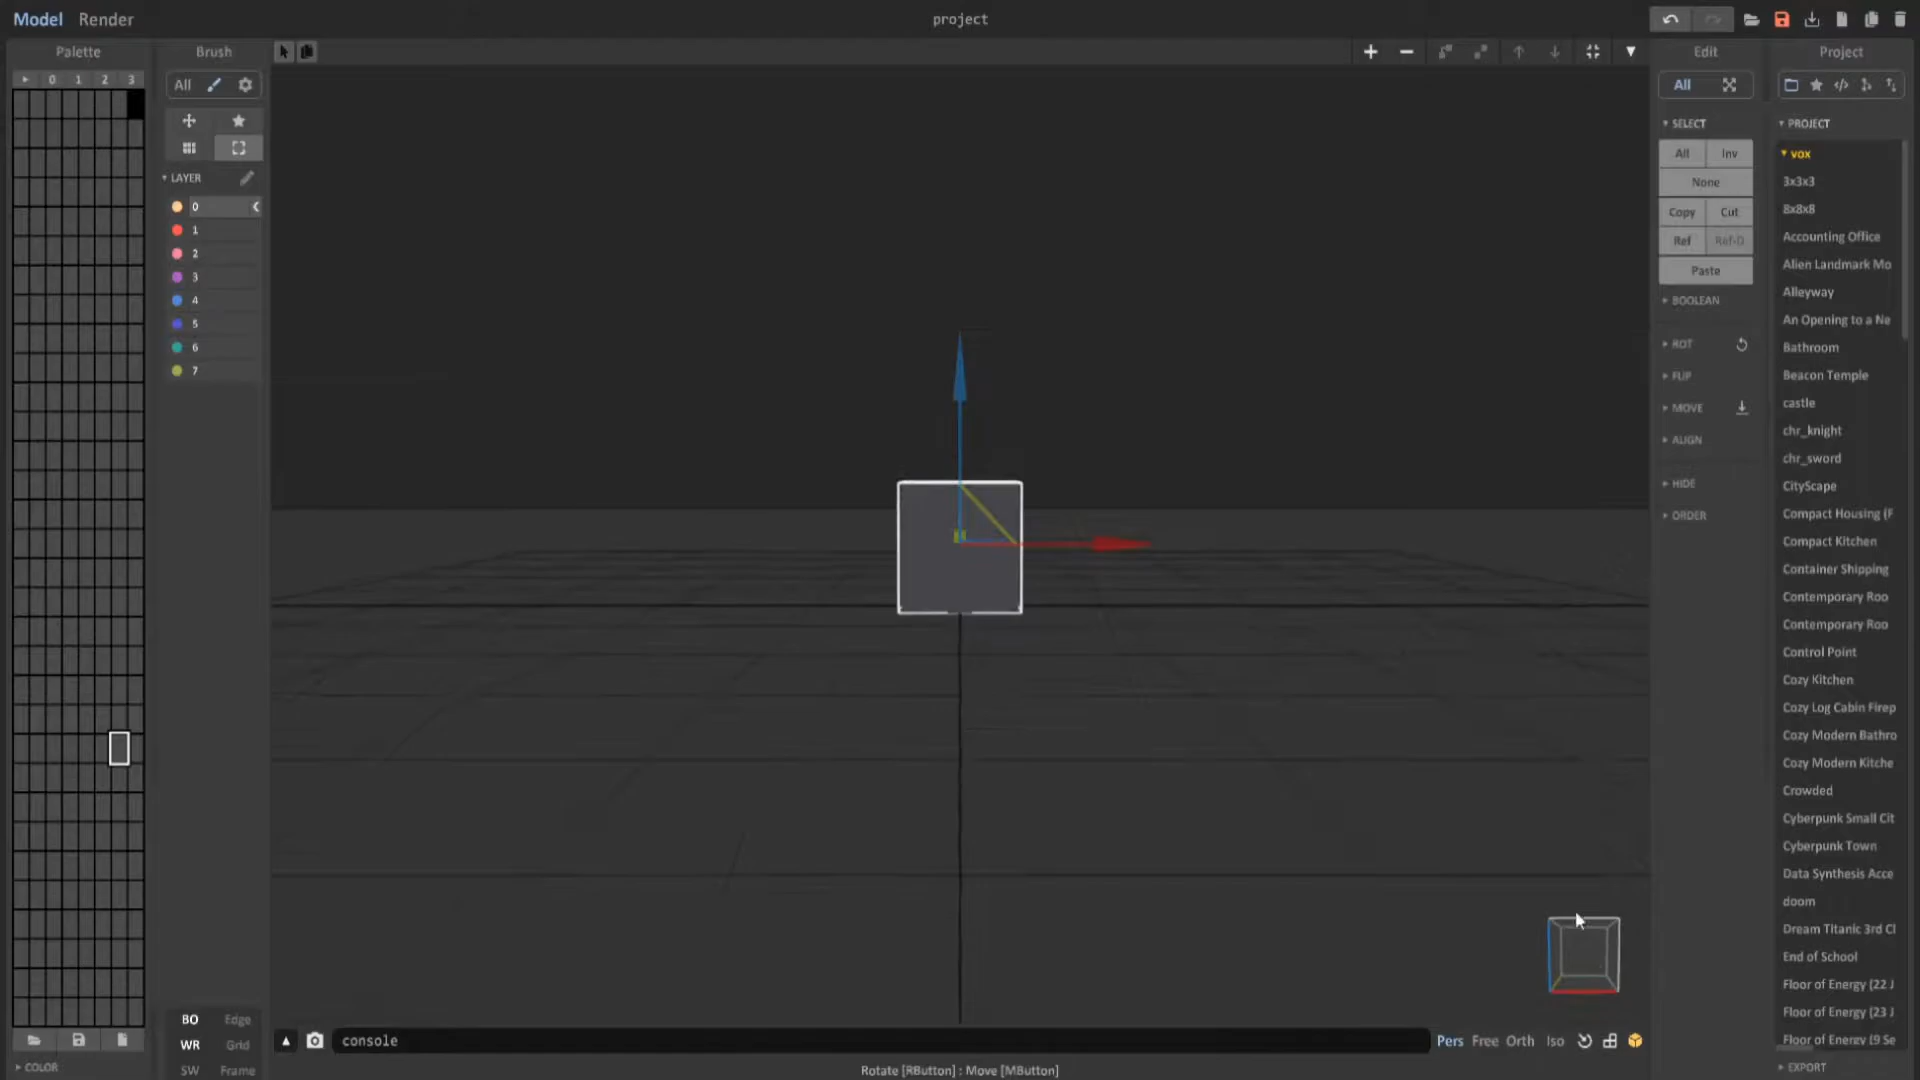 Model Render project
Palette Brush Edit Project
0 1 2 3
All
All
LAYER
0
1
2
3
4
5
6
7
SELECT
All Inv
None
Copy Cut
Ref Ref-D
Paste
BOOLEAN
ROT
FLIP
MOVE
ALIGN
HIDE
ORDER
PROJECT
vox
3x3x3
8x8x8
Accounting Office
Alien Landmark Mo
Alleyway
An Opening to a Ne
Bathroom
Beacon Temple
castle
chr_knight
chr_sword
CityScape
Compact Housing (F
Compact Kitchen
Container Shipping
Contemporary Roo
Contemporary Roo
Control Point
Cozy Kitchen
Cozy Log Cabin Firep
Cozy Modern Bathro
Cozy Modern Kitche
Crowded
Cyberpunk Small Cit
Cyberpunk Town
Data Synthesis Acce
doom
Dream Titanic 3rd Cl
End of School
Floor of Energy (22 J
Floor of Energy (23 J
Floor of Energy (9 Se
EXPORT
BO Edge
WR Grid
SW Frame
COLOR
console
Pers Free Orth Iso
Rotate [RButton] : Move [MButton]